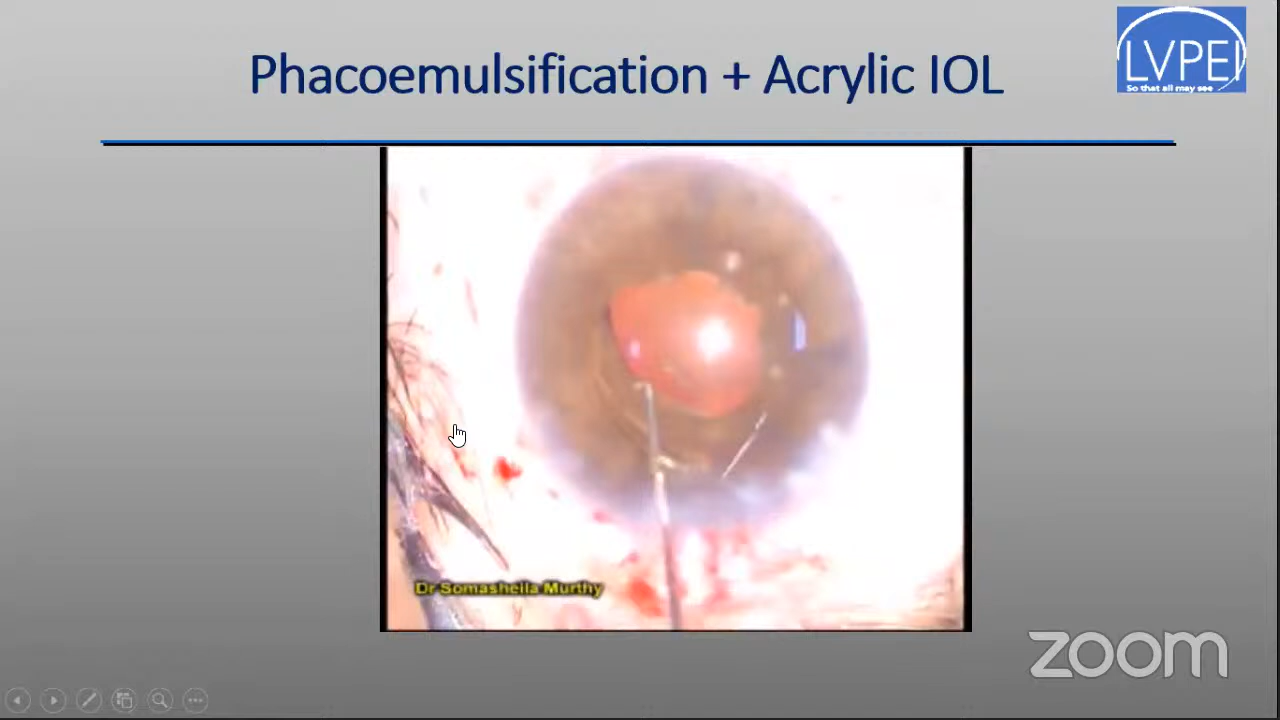 Phacoemulsification + Acrylic IOL
LVPEI
So that all may see
Dr Somasheila Murthy
zoom